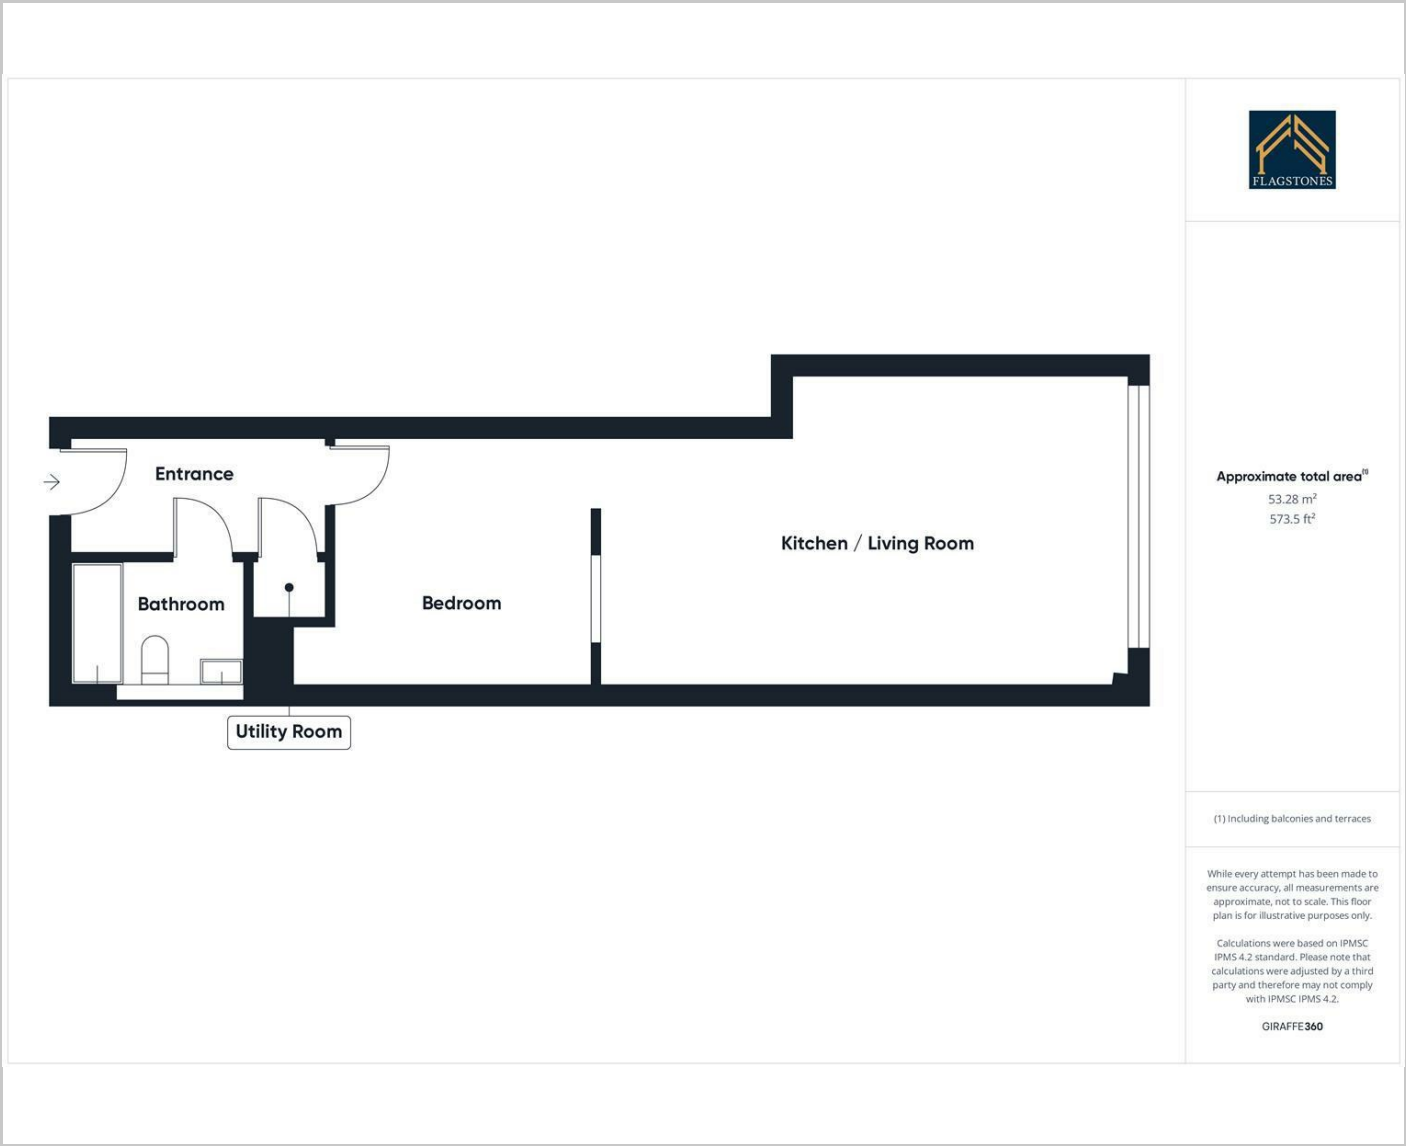 FLAGSTONES
Entrance
Kitchen / Living Room
Bathroom
Bedroom
Utility Room
Approximate total area(1)
53.28 m²
573.5 ft²
(1) Including balconies and terraces
While every attempt has been made to
ensure accuracy, all measurements are
approximate, not to scale. This floor
plan is for illustrative purposes only.
Calculations were based on IPMSC
IPMS 4.2 standard. Please note that
calculations were adjusted by a third
party and therefore may not comply
with IPMSC IPMS 4.2.
GIRAFFE360